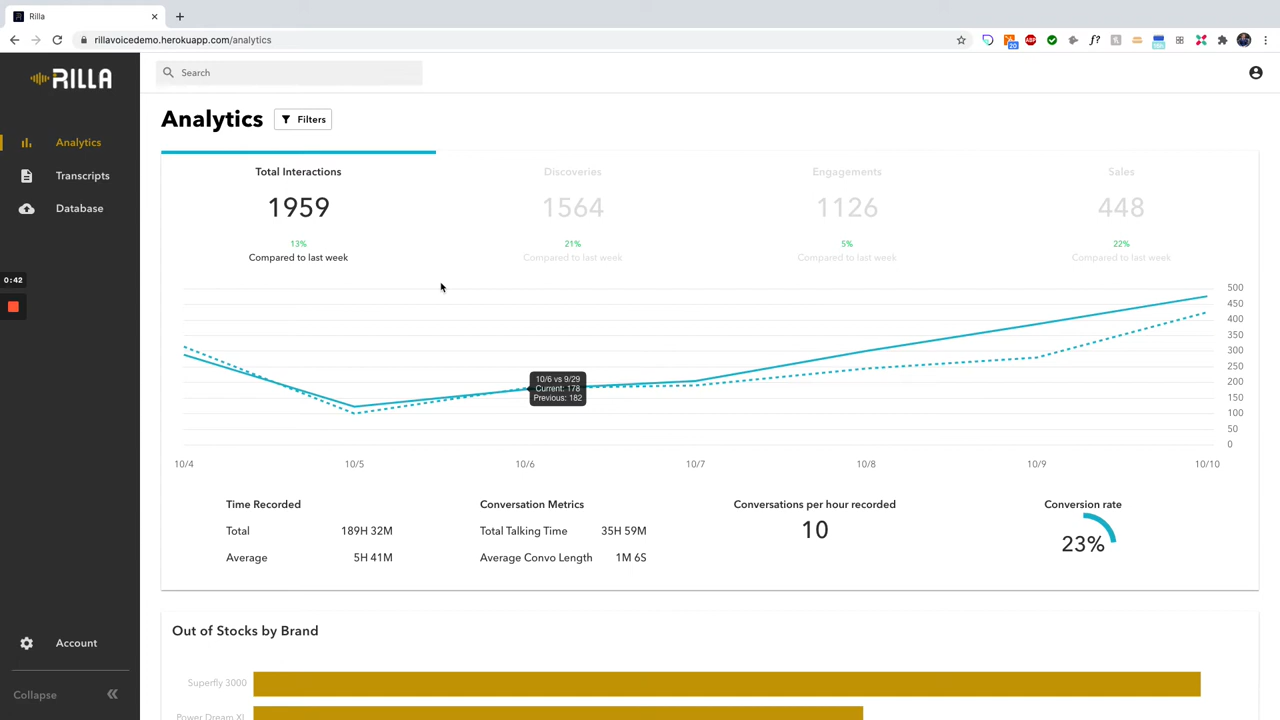 Rilla
rillavoicedemo.herokuapp.com/analytics
20
ABP
f?
RILLA
Search
Analytics
Filters
Analytics
Transcripts
Database
0:42
Total Interactions
1959
13%
Compared to last week
Discoveries
1564
21%
Compared to last week
Engagements
1126
5%
Compared to last week
Sales
448
22%
Compared to last week
500
450
400
350
300
250
200
150
100
50
0
10/6 vs 9/29
Current: 178
Previous: 182
10/4 10/5 10/6 10/7 10/8 10/9 10/10
Time Recorded
Total 189H 32M
Average 5H 41M
Conversation Metrics
Total Talking Time 35H 59M
Average Convo Length 1M 6S
Conversations per hour recorded
10
Conversion rate
23%
Out of Stocks by Brand
Superfly 3000
Power Dream XL
Account
Collapse